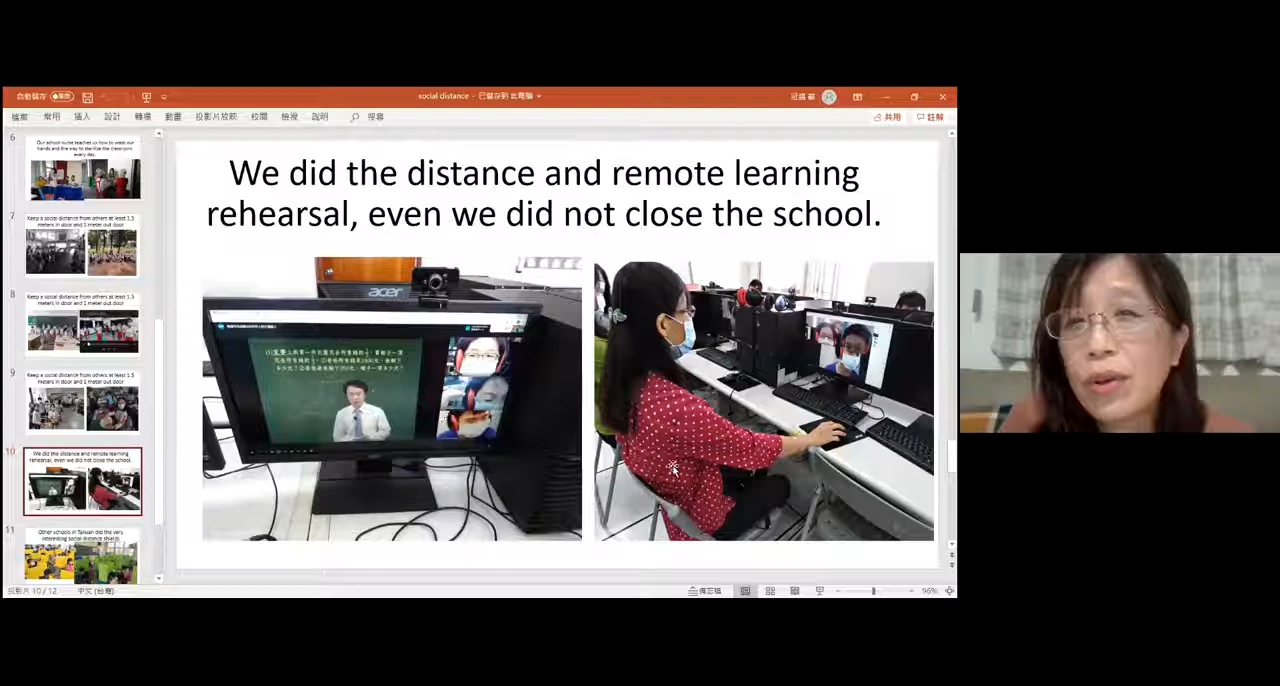 自動儲存
social distance - 已儲存到 此電腦
檔案 常用 插入 設計 轉場 動畫 投影片放映 校閱 檢視 說明 搜尋 共用 註解
6
Our school nurse teaches us how to wash our
hands and the way to sterilize the classroom
every day.
7
Keep a social distance from others at least 1.5
meters in door and 1 meter out door
8
Keep a social distance from others at least 1.5
meters in door and 1 meter out door
9
Keep a social distance from others at least 1.5
meters in door and 1 meter out door
10
We did the distance and remote learning
rehearsal, even we did not close the school.
11
Other schools in Taiwan did the very
interesting social distance shields
We did the distance and remote learning
rehearsal, even we did not close the school.
acer
投影片 10 / 12 中文 (台灣)
備忘稿
96%